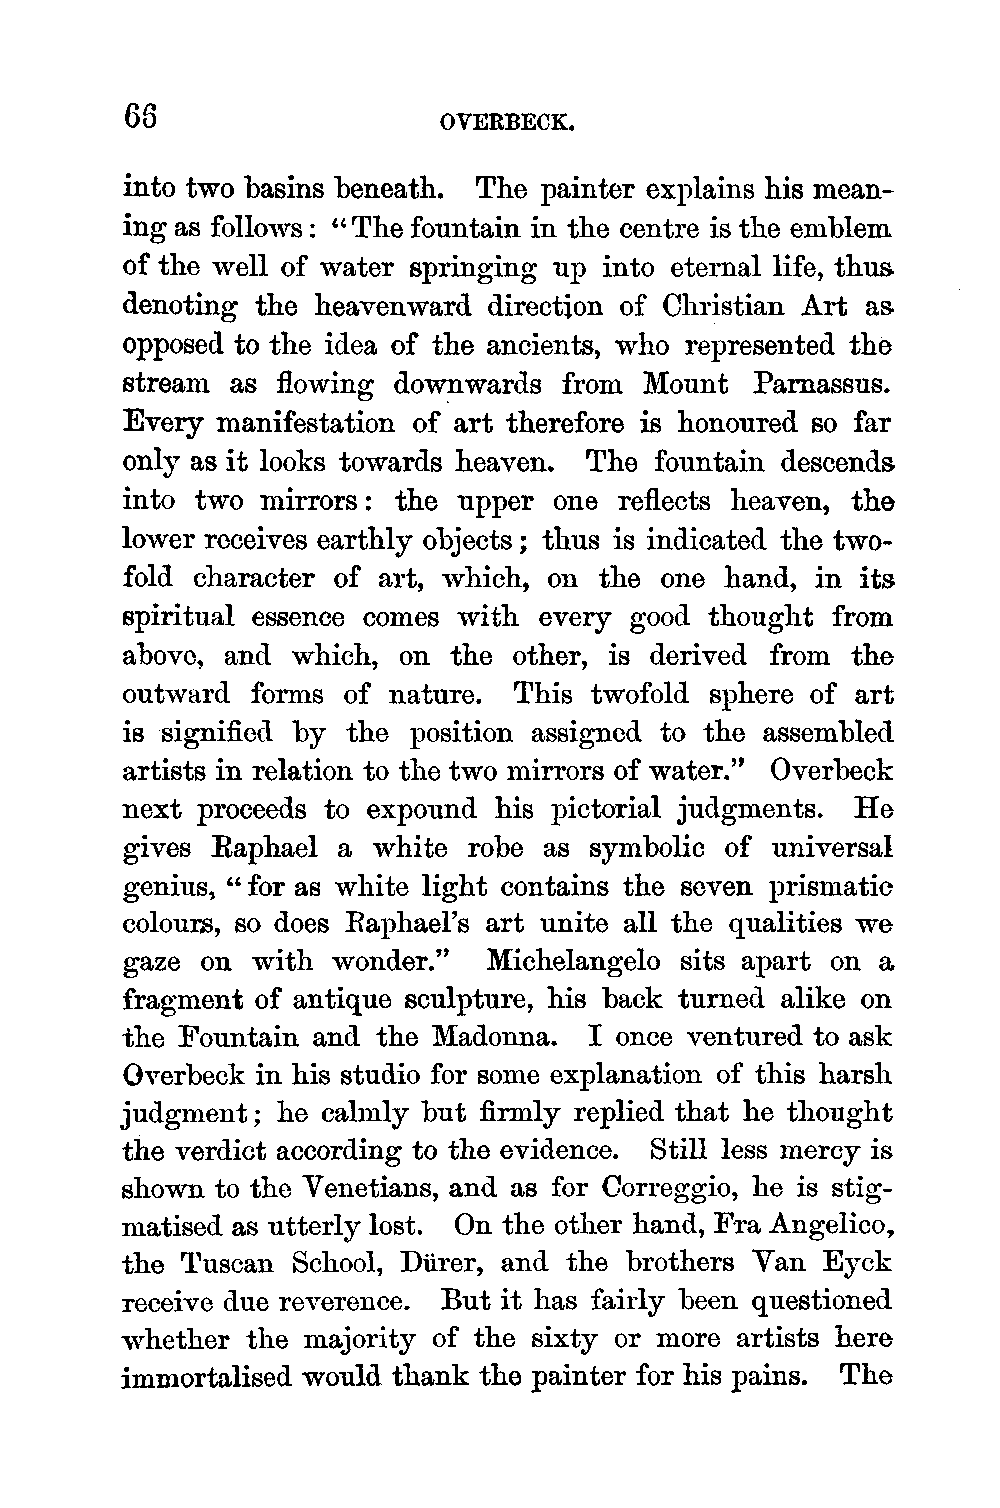 66 OVERBECK.
into two basins beneath. The painter explains his mean-
ing as follows: "The fountain in the centre is the emblem
of the well of water springing up into eternal life, thus
denoting the heavenward direction of Christian Art as
opposed to the idea of the ancients, who represented the
stream as flowing downwards from Mount Parnassus.
Every manifestation of art therefore is honoured so far
only as it looks towards heaven. The fountain descends
into two mirrors: the upper one reflects heaven, the
lower receives earthly objects; thus is indicated the two-
fold character of art, which, on the one hand, in its
spiritual essence comes with every good thought from
above, and which, on the other, is derived from the
outward forms of nature. This twofold sphere of art
is signified by the position assigned to the assembled
artists in relation to the two mirrors of water." Overbeck
next proceeds to expound his pictorial judgments. He
gives Raphael a white robe as symbolic of universal
genius, "for as white light contains the seven prismatic
colours, so does Raphael's art unite all the qualities we
gaze on with wonder." Michelangelo sits apart on a
fragment of antique sculpture, his back turned alike on
the Fountain and the Madonna. I once ventured to ask
Overbeck in his studio for some explanation of this harsh
judgment; he calmly but firmly replied that he thought
the verdict according to the evidence. Still less mercy is
shown to the Venetians, and as for Correggio, he is stig-
matised as utterly lost. On the other hand, Fra Angelico,
the Tuscan School, Dürer, and the brothers Van Eyck
receive due reverence. But it has fairly been questioned
whether the majority of the sixty or more artists here
immortalised would thank the painter for his pains. The